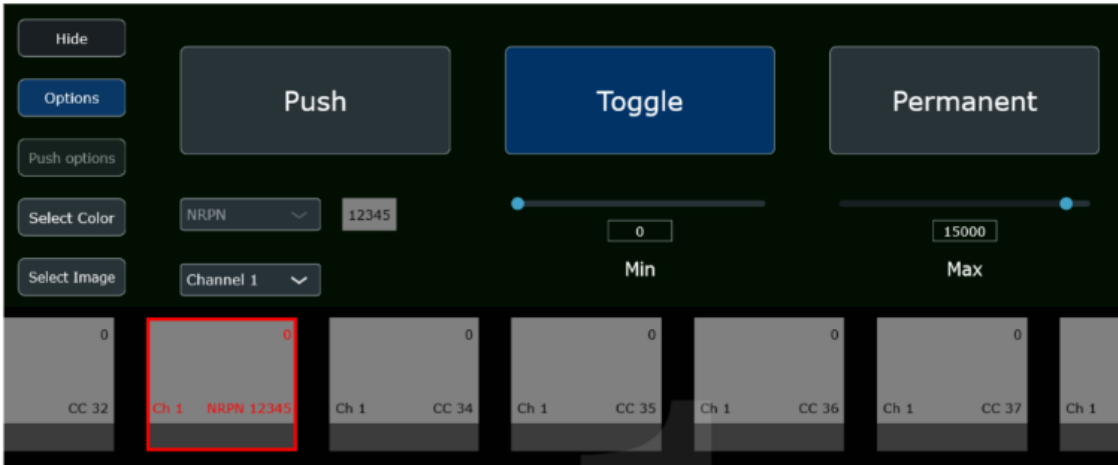 Hide
Options
Push options
Select Color
Select Image
Push
Toggle
Permanent
NRPN
12345
Channel 1
0
Min
15000
Max
0
CC 32
0
Ch 1 NRPN 12345
0
Ch 1 CC 34
0
Ch 1 CC 35
0
Ch 1 CC 36
0
Ch 1 CC 37
Ch 1